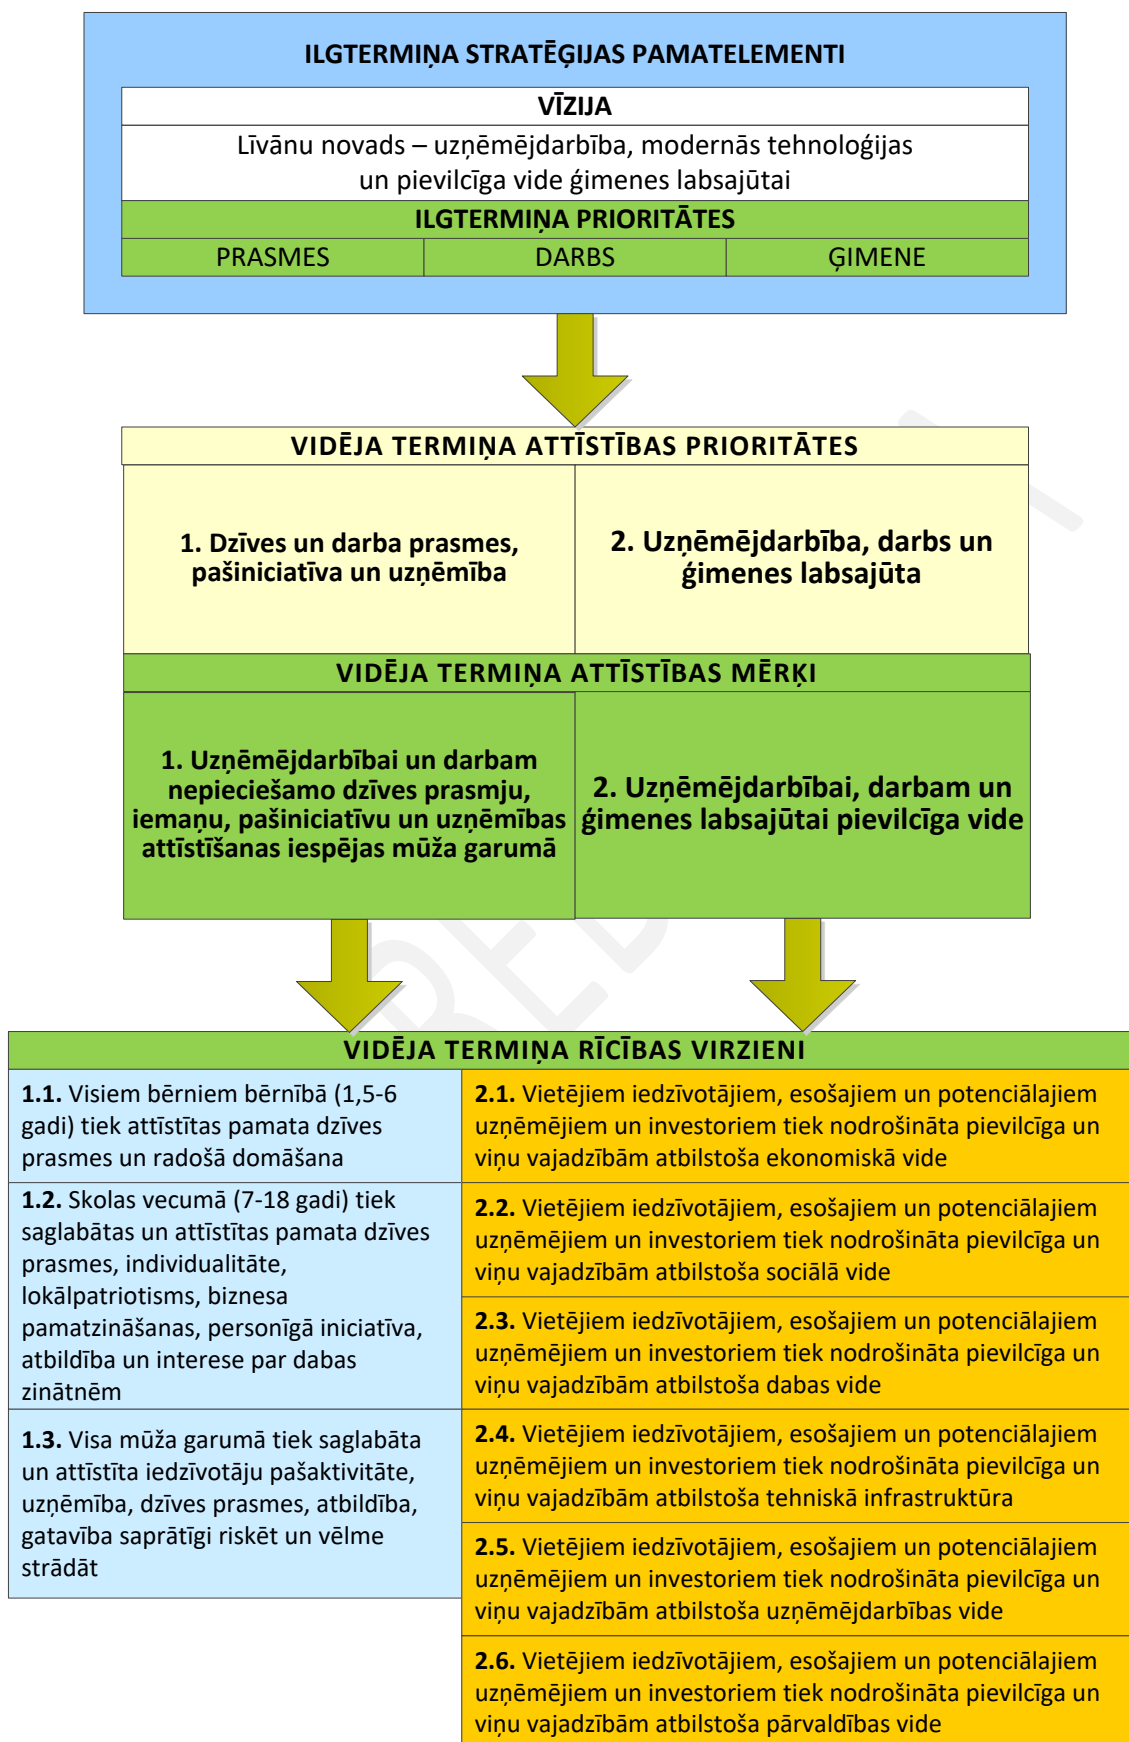 ILGTERMIŅA STRATĒĢIJAS PAMATELEMENTI
VĪZIJA
Līvānu novads – uzņēmējdarbība, modernās tehnoloģijas
un pievilcīga vide ģimenes labsajūtai
ILGTERMIŅA PRIORITĀTES
PRASMES
DARBS
ĢIMENE
VIDĒJA TERMIŅA ATTĪSTĪBAS PRIORITĀTES
1. Dzīves un darba prasmes,
pašiniciatīva un uzņēmība
2. Uzņēmējdarbība, darbs un
ģimenes labsajūta
VIDĒJA TERMIŅA ATTĪSTĪBAS MĒRĶI
1. Uzņēmējdarbībai un darbam
nepieciešamo dzīves prasmju,
iemaņu, pašiniciatīvu un uzņēmības
attīstīšanas iespējas mūža garumā
2. Uzņēmējdarbībai, darbam un
ģimenes labsajūtai pievilcīga vide
VIDĒJA TERMIŅA RĪCĪBAS VIRZIENI
1.1. Visiem bērniem bērnībā (1,5-6
gadi) tiek attīstītas pamata dzīves
prasmes un radošā domāšana
1.2. Skolas vecumā (7-18 gadi) tiek
saglabātas un attīstītas pamata dzīves
prasmes, individualitāte,
lokālpatriotisms, biznesa
pamatzināšanas, personīgā iniciatīva,
atbildība un interese par dabas
zinātnēm
1.3. Visa mūža garumā tiek saglabāta
un attīstīta iedzīvotāju pašaktivitāte,
uzņēmība, dzīves prasmes, atbildība,
gatavība saprātīgi riskēt un vēlme
strādāt
2.1. Vietējiem iedzīvotājiem, esošajiem un potenciālajiem
uzņēmējiem un investoriem tiek nodrošināta pievilcīga un
viņu vajadzībām atbilstoša ekonomiskā vide
2.2. Vietējiem iedzīvotājiem, esošajiem un potenciālajiem
uzņēmējiem un investoriem tiek nodrošināta pievilcīga un
viņu vajadzībām atbilstoša sociālā vide
2.3. Vietējiem iedzīvotājiem, esošajiem un potenciālajiem
uzņēmējiem un investoriem tiek nodrošināta pievilcīga un
viņu vajadzībām atbilstoša dabas vide
2.4. Vietējiem iedzīvotājiem, esošajiem un potenciālajiem
uzņēmējiem un investoriem tiek nodrošināta pievilcīga un
viņu vajadzībām atbilstoša tehniskā infrastruktūra
2.5. Vietējiem iedzīvotājiem, esošajiem un potenciālajiem
uzņēmējiem un investoriem tiek nodrošināta pievilcīga un
viņu vajadzībām atbilstoša uzņēmējdarbības vide
2.6. Vietējiem iedzīvotājiem, esošajiem un potenciālajiem
uzņēmējiem un investoriem tiek nodrošināta pievilcīga un
viņu vajadzībām atbilstoša pārvaldības vide